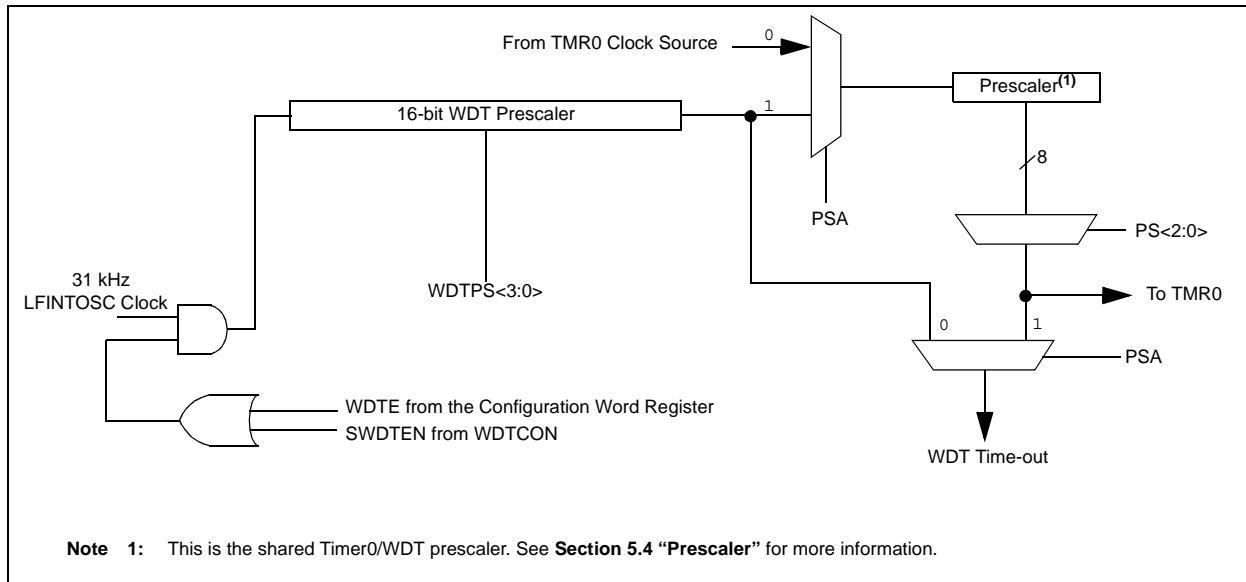 From TMR0 Clock Source
0
Prescaler(1)
16-bit WDT Prescaler
1
8
PSA
PS<2:0>
31 kHz
LFINTOSC Clock
WDTPS<3:0>
To TMR0
0
1
PSA
WDTE from the Configuration Word Register
SWDTEN from WDTCON
WDT Time-out
Note 1: This is the shared Timer0/WDT prescaler. See Section 5.4 “Prescaler” for more information.